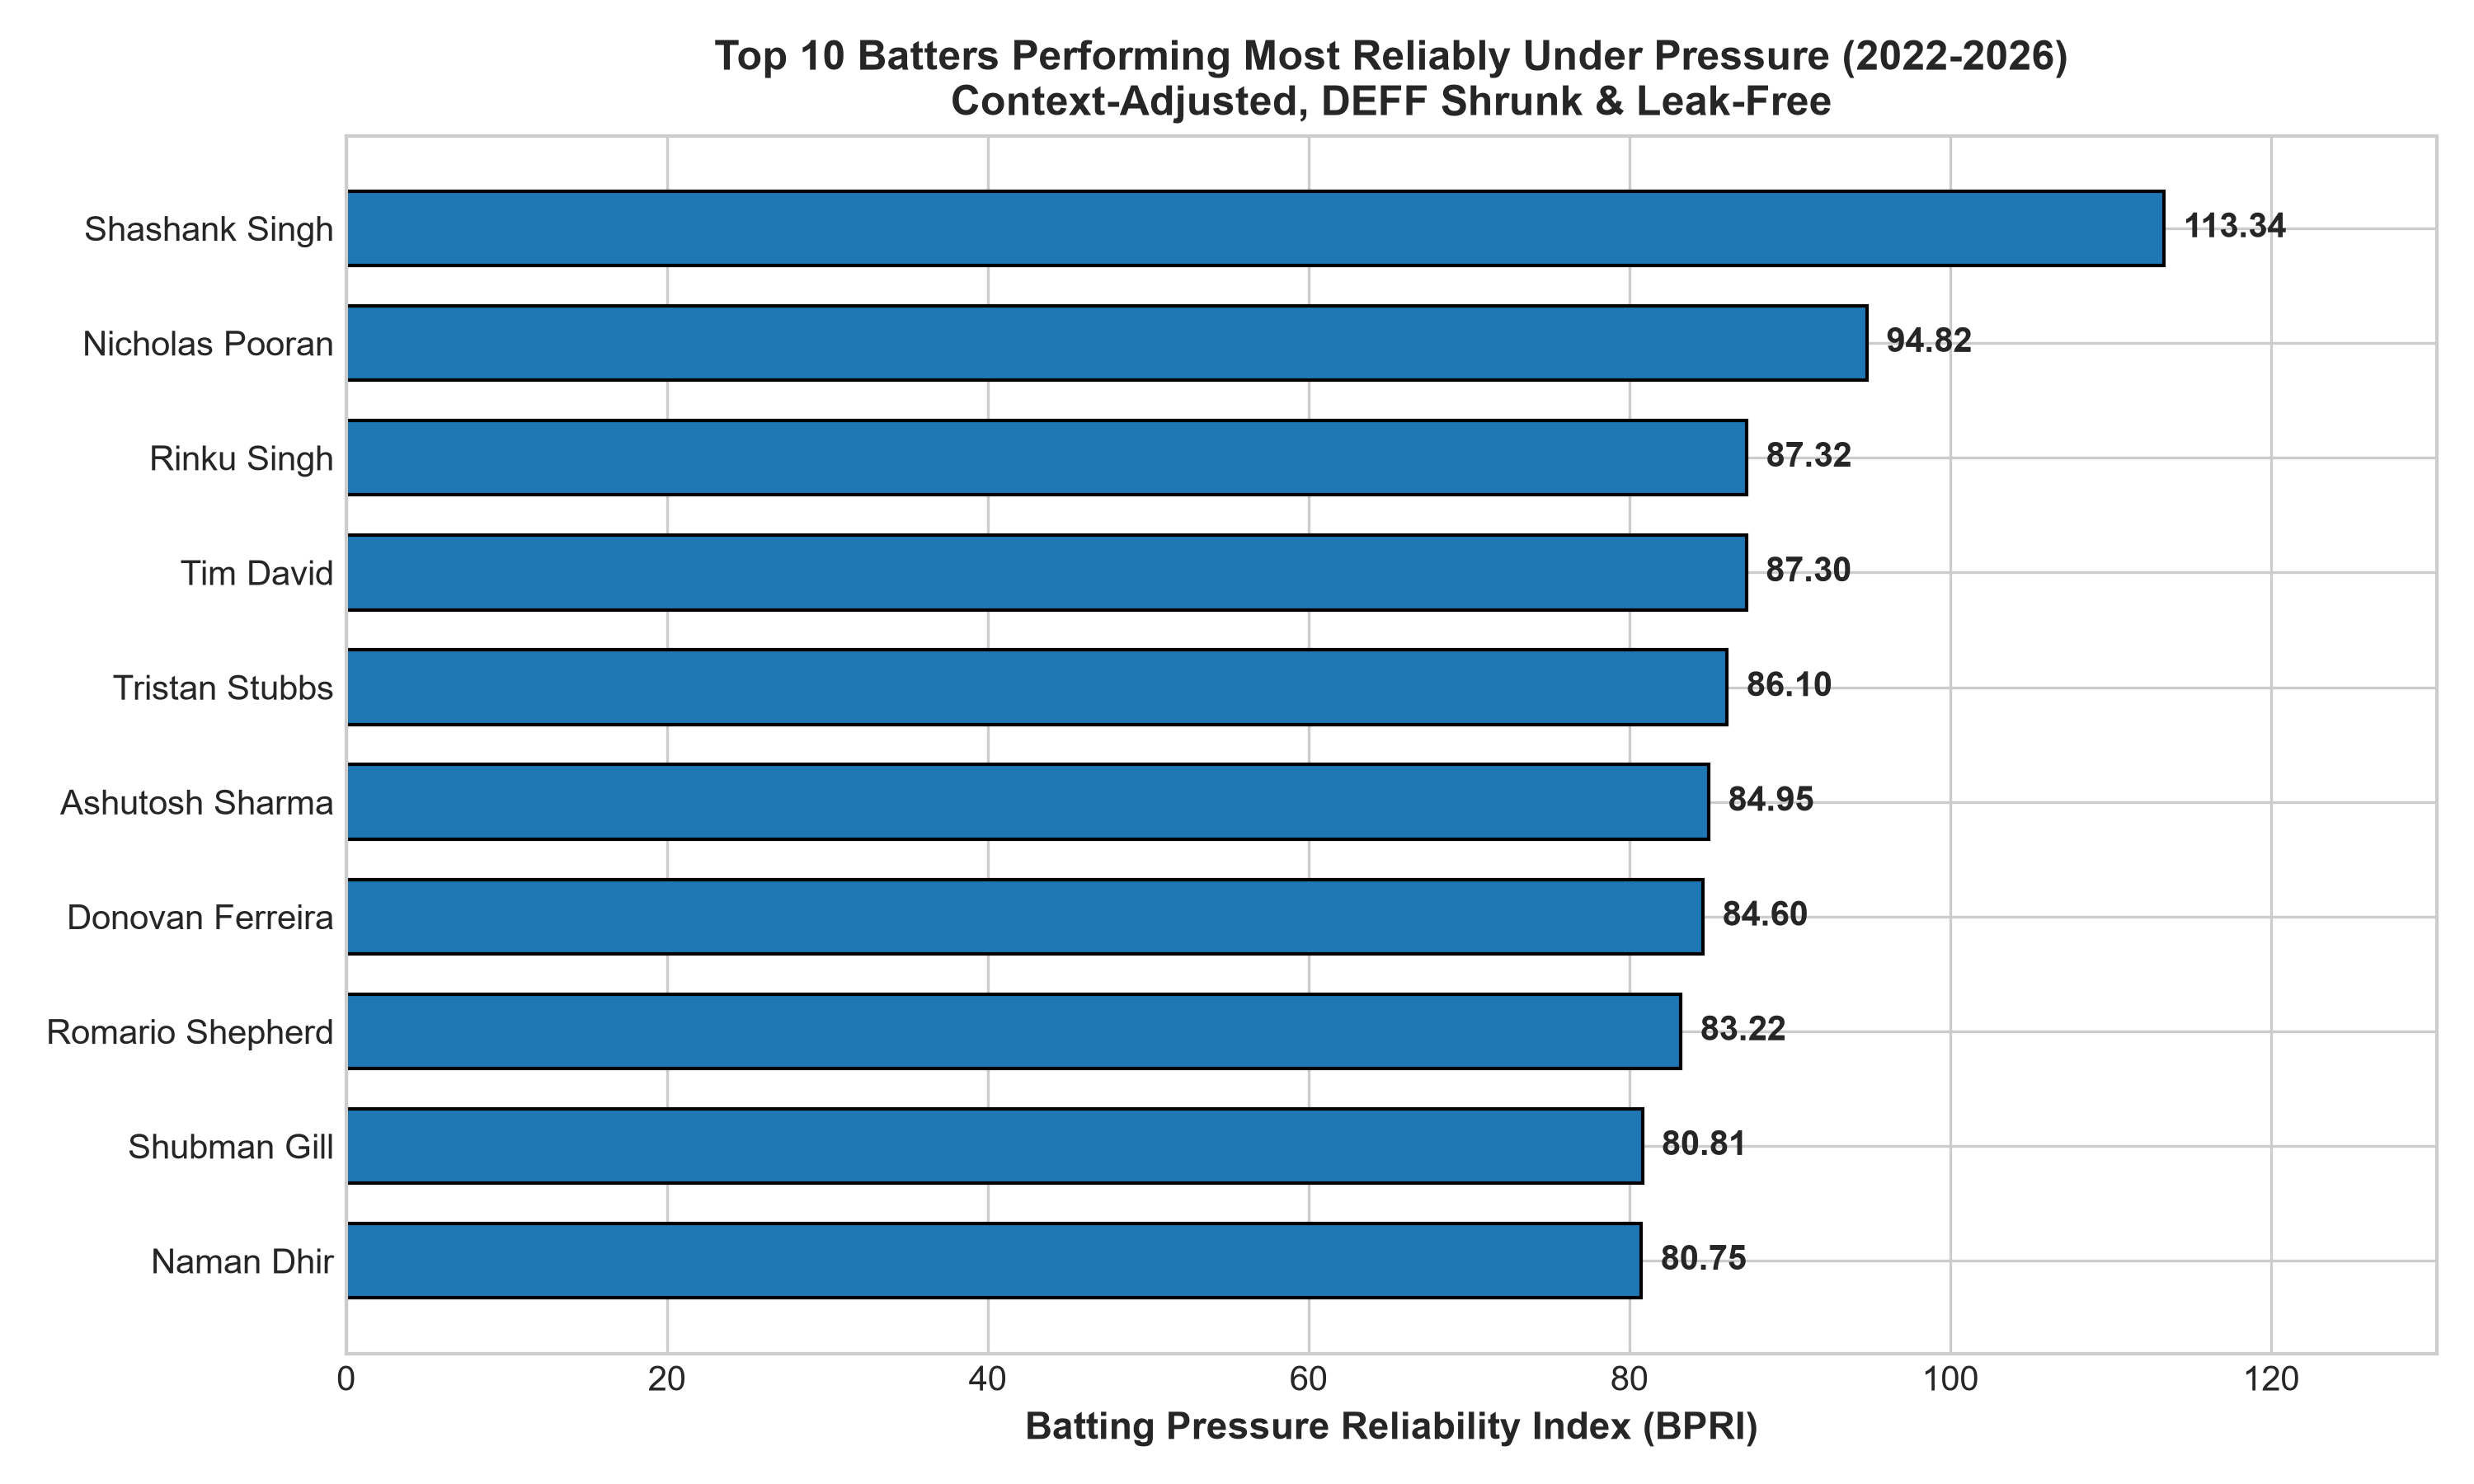 Top 10 Batters Performing Most Reliably Under Pressure (2022-2026)
Context-Adjusted, DEFF Shrunk & Leak-Free
Shashank Singh 113.34
Nicholas Pooran 94.82
Rinku Singh 87.32
Tim David 87.30
Tristan Stubbs 86.10
Ashutosh Sharma 84.95
Donovan Ferreira 84.60
Romario Shepherd 83.22
Shubman Gill 80.81
Naman Dhir 80.75
0 20 40 60 80 100 120
Batting Pressure Reliability Index (BPRI)